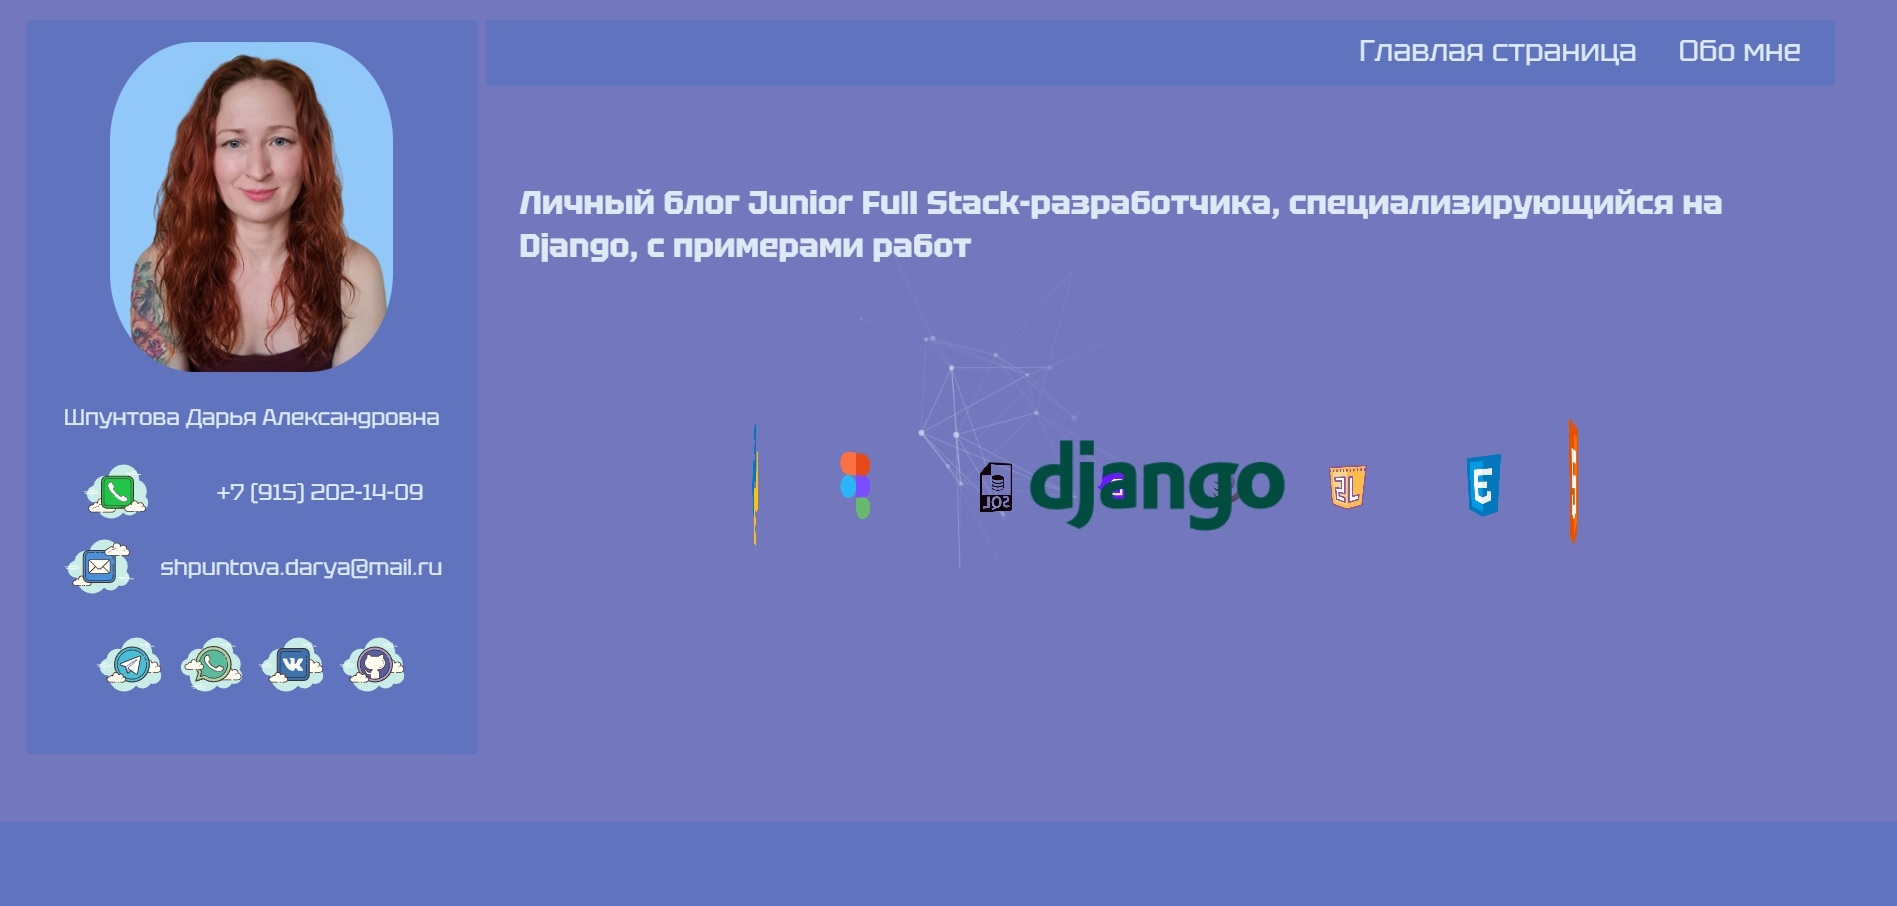 Главлая страница Обо мне
Личный блог Junior Full Stack-разработчика, специализирующийся на
Django, с примерами работ
Шпунтова Дарья Александровна
+7 (915) 202-14-09
shpuntova.darya@mail.ru
django
SQL
JS